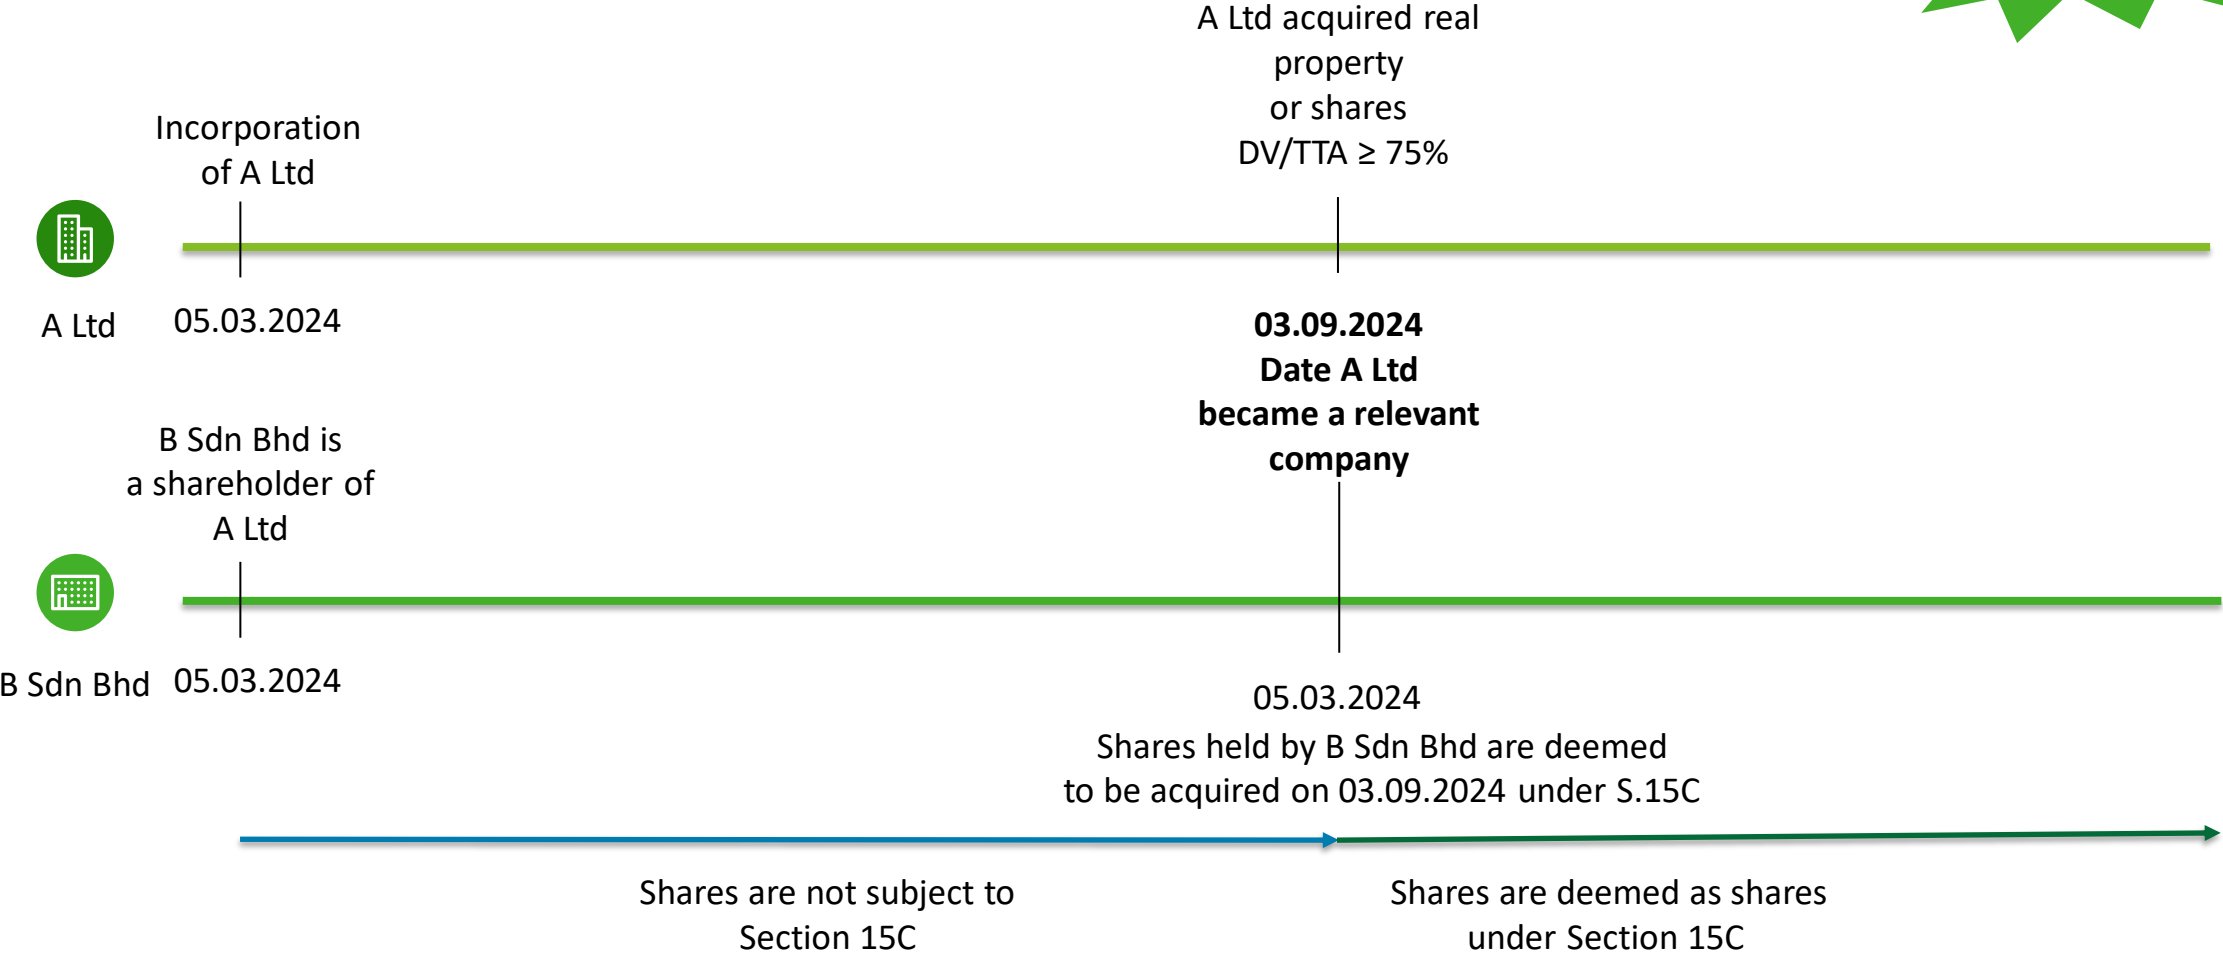 A Ltd acquired real
property
or shares
DV/TTA ≥ 75%
Incorporation
of A Ltd
A Ltd
05.03.2024
03.09.2024
Date A Ltd
became a relevant
company
B Sdn Bhd is
a shareholder of
A Ltd
B Sdn Bhd
05.03.2024
05.03.2024
Shares held by B Sdn Bhd are deemed
to be acquired on 03.09.2024 under S.15C
Shares are not subject to
Section 15C
Shares are deemed as shares
under Section 15C